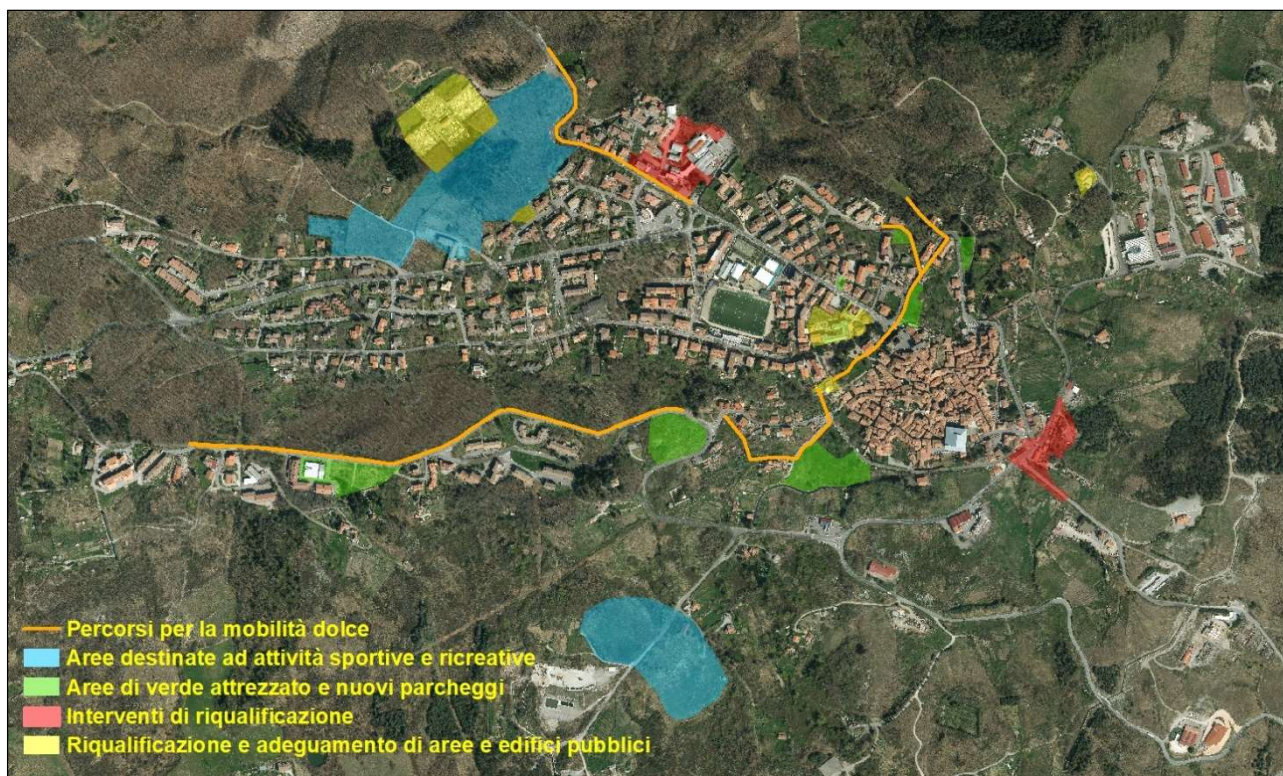 Percorsi per la mobilità dolce
Aree destinate ad attività sportive e ricreative
Aree di verde attrezzato e nuovi parcheggi
Interventi di riqualificazione
Riqualificazione e adeguamento di aree e edifici pubblici